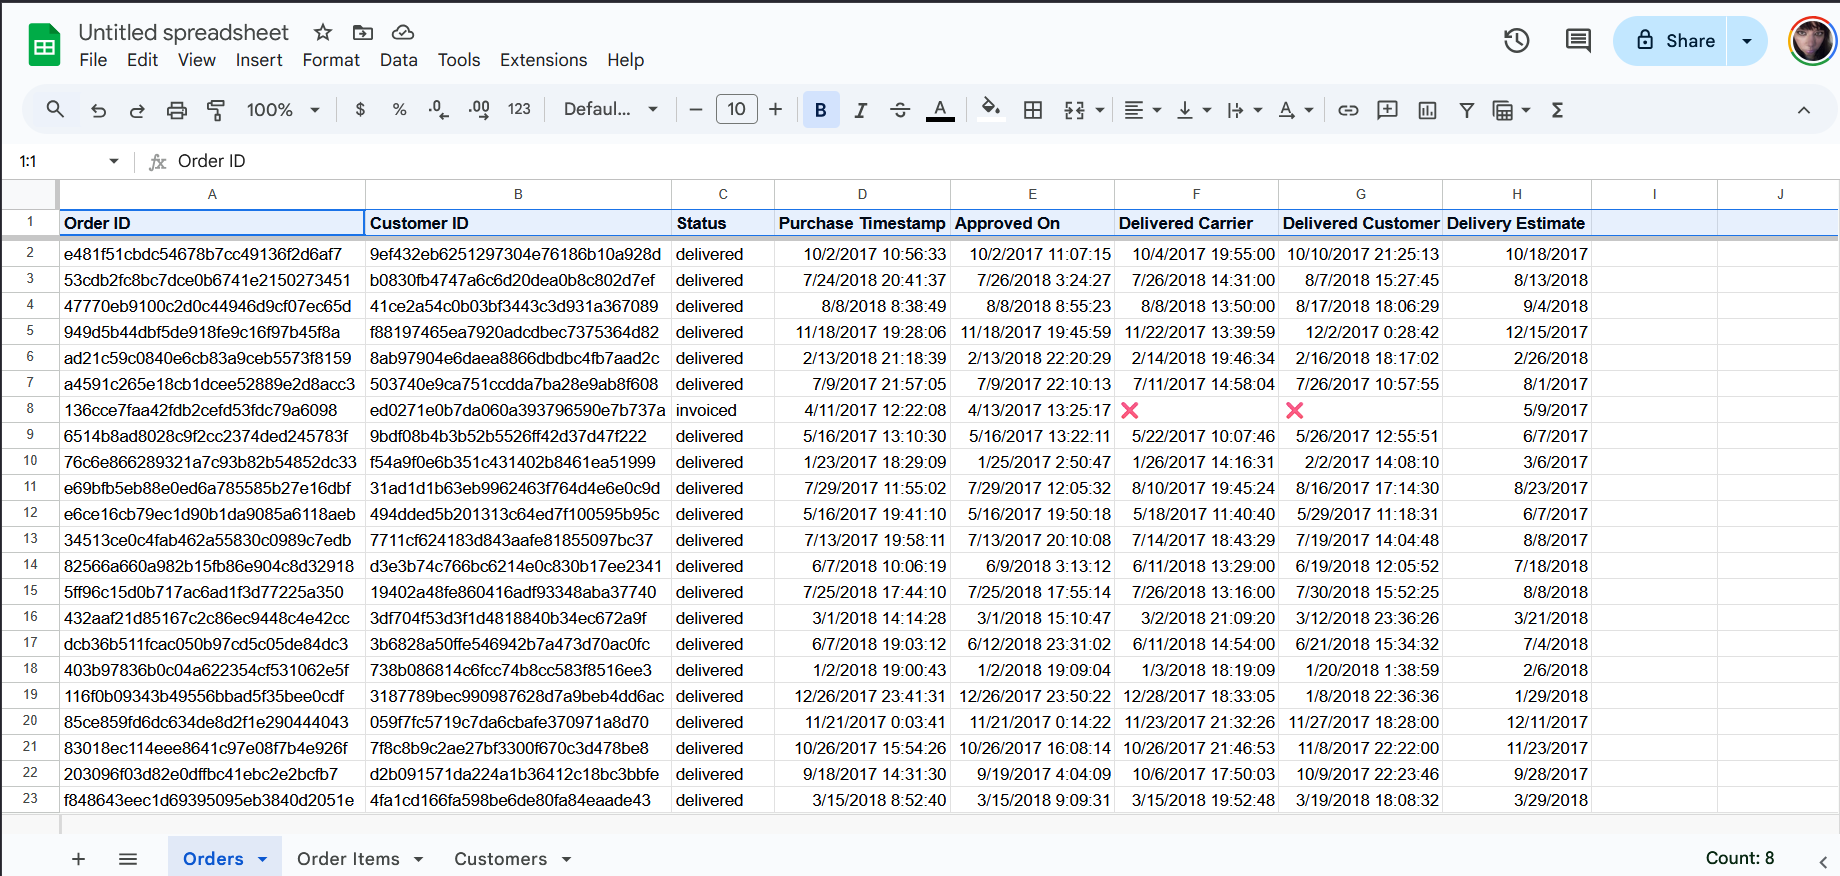 Untitled spreadsheet
File Edit View Insert Format Data Tools Extensions Help
Share
100% $ % .0 .00 123 Defaul... − 10 + B I S A Σ
1:1 fx Order ID
A B C D E F G H I J
1 Order ID Customer ID Status Purchase Timestamp Approved On Delivered Carrier Delivered Customer Delivery Estimate
2 e481f51cbdc54678b7cc49136f2d6af7 9ef432eb6251297304e76186b10a928d delivered 10/2/2017 10:56:33 10/2/2017 11:07:15 10/4/2017 19:55:00 10/10/2017 21:25:13 10/18/2017
3 53cdb2fc8bc7dce0b6741e2150273451 b0830fb4747a6c6d20dea0b8c802d7ef delivered 7/24/2018 20:41:37 7/26/2018 3:24:27 7/26/2018 14:31:00 8/7/2018 15:27:45 8/13/2018
4 47770eb9100c2d0c44946d9cf07ec65d 41ce2a54c0b03bf3443c3d931a367089 delivered 8/8/2018 8:38:49 8/8/2018 8:55:23 8/8/2018 13:50:00 8/17/2018 18:06:29 9/4/2018
5 949d5b44dbf5de918fe9c16f97b45f8a f88197465ea7920adcdbec7375364d82 delivered 11/18/2017 19:28:06 11/18/2017 19:45:59 11/22/2017 13:39:59 12/2/2017 0:28:42 12/15/2017
6 ad21c59c0840e6cb83a9ceb5573f8159 8ab97904e6daea8866dbdbc4fb7aad2c delivered 2/13/2018 21:18:39 2/13/2018 22:20:29 2/14/2018 19:46:34 2/16/2018 18:17:02 2/26/2018
7 a4591c265e18cb1dcee52889e2d8acc3 503740e9ca751ccdda7ba28e9ab8f608 delivered 7/9/2017 21:57:05 7/9/2017 22:10:13 7/11/2017 14:58:04 7/26/2017 10:57:55 8/1/2017
8 136cce7faa42fdb2cefd53fdc79a6098 ed0271e0b7da060a393796590e7b737a invoiced 4/11/2017 12:22:08 4/13/2017 13:25:17 ❌ ❌ 5/9/2017
9 6514b8ad8028c9f2cc2374ded245783f 9bdf08b4b3b52b5526ff42d37d47f222 delivered 5/16/2017 13:10:30 5/16/2017 13:22:11 5/22/2017 10:07:46 5/26/2017 12:55:51 6/7/2017
10 76c6e866289321a7c93b82b54852dc33 f54a9f0e6b351c431402b8461ea51999 delivered 1/23/2017 18:29:09 1/25/2017 2:50:47 1/26/2017 14:16:31 2/2/2017 14:08:10 3/6/2017
11 e69bfb5eb88e0ed6a785585b27e16dbf 31ad1d1b63eb9962463f764d4e6e0c9d delivered 7/29/2017 11:55:02 7/29/2017 12:05:32 8/10/2017 19:45:24 8/16/2017 17:14:30 8/23/2017
12 e6ce16cb79ec1d90b1da9085a6118aeb 494dded5b201313c64ed7f100595b95c delivered 5/16/2017 19:41:10 5/16/2017 19:50:18 5/18/2017 11:40:40 5/29/2017 11:18:31 6/7/2017
13 34513ce0c4fab462a55830c0989c7edb 7711cf624183d843aafe81855097bc37 delivered 7/13/2017 19:58:11 7/13/2017 20:10:08 7/14/2017 18:43:29 7/19/2017 14:04:48 8/8/2017
14 82566a660a982b15fb86e904c8d32918 d3e3b74c766bc6214e0c830b17ee2341 delivered 6/7/2018 10:06:19 6/9/2018 3:13:12 6/11/2018 13:29:00 6/19/2018 12:05:52 7/18/2018
15 5ff96c15d0b717ac6ad1f3d77225a350 19402a48fe860416adf93348aba37740 delivered 7/25/2018 17:44:10 7/25/2018 17:55:14 7/26/2018 13:16:00 7/30/2018 15:52:25 8/8/2018
16 432aaf21d85167c2c86ec9448c4e42cc 3df704f53d3f1d4818840b34ec672a9f delivered 3/1/2018 14:14:28 3/1/2018 15:10:47 3/2/2018 21:09:20 3/12/2018 23:36:26 3/21/2018
17 dcb36b511fcac050b97cd5c05de84dc3 3b6828a50ffe546942b7a473d70ac0fc delivered 6/7/2018 19:03:12 6/12/2018 23:31:02 6/11/2018 14:54:00 6/21/2018 15:34:32 7/4/2018
18 403b97836b0c04a622354cf531062e5f 738b086814c6fcc74b8cc583f8516ee3 delivered 1/2/2018 19:00:43 1/2/2018 19:09:04 1/3/2018 18:19:09 1/20/2018 1:38:59 2/6/2018
19 116f0b09343b49556bbad5f35bee0cdf 3187789bec990987628d7a9beb4dd6ac delivered 12/26/2017 23:41:31 12/26/2017 23:50:22 12/28/2017 18:33:05 1/8/2018 22:36:36 1/29/2018
20 85ce859fd6dc634de8d2f1e290444043 059f7fc5719c7da6cbafe370971a8d70 delivered 11/21/2017 0:03:41 11/21/2017 0:14:22 11/23/2017 21:32:26 11/27/2017 18:28:00 12/11/2017
21 83018ec114eee8641c97e08f7b4e926f 7f8c8b9c2ae27bf3300f670c3d478be8 delivered 10/26/2017 15:54:26 10/26/2017 16:08:14 10/26/2017 21:46:53 11/8/2017 22:22:00 11/23/2017
22 203096f03d82e0dffbc41ebc2e2bcfb7 d2b091571da224a1b36412c18bc3bbfe delivered 9/18/2017 14:31:30 9/19/2017 4:04:09 10/6/2017 17:50:03 10/9/2017 22:23:46 9/28/2017
23 f848643eec1d69395095eb3840d2051e 4fa1cd166fa598be6de80fa84eaade43 delivered 3/15/2018 8:52:40 3/15/2018 9:09:31 3/15/2018 19:52:48 3/19/2018 18:08:32 3/29/2018
Orders Order Items Customers Count: 8